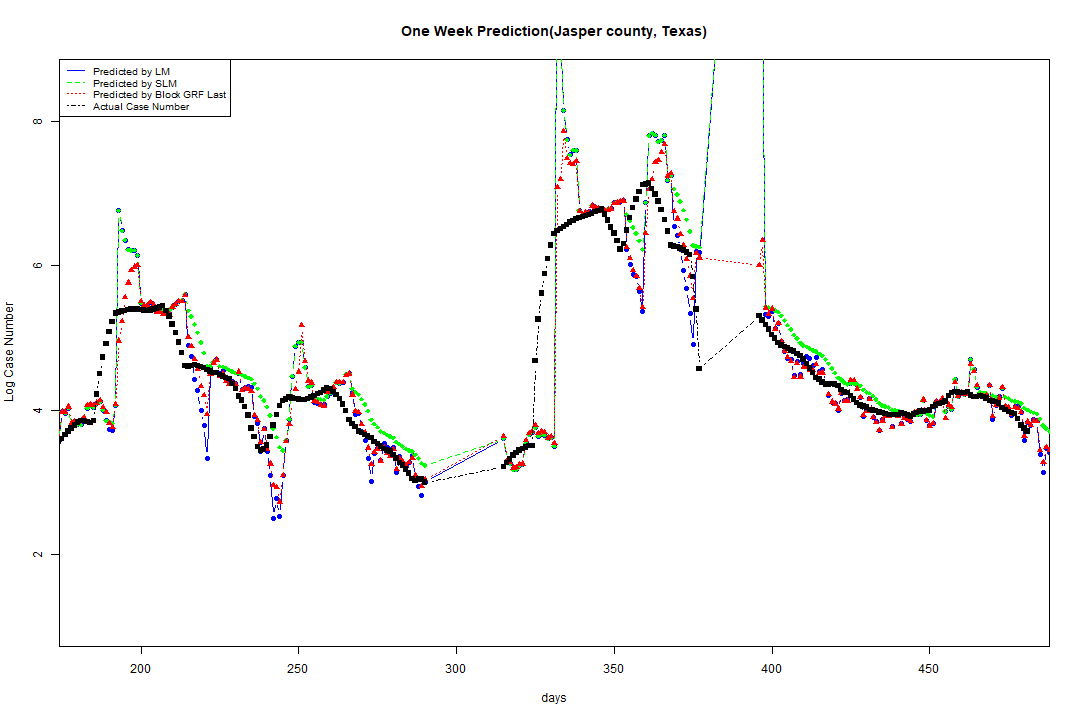 One Week Prediction(Jasper county, Texas)
Predicted by LM
Predicted by SLM
Predicted by Block GRF Last
Actual Case Number
Log Case Number
8
6
4
2
200 250 300 350 400 450
days